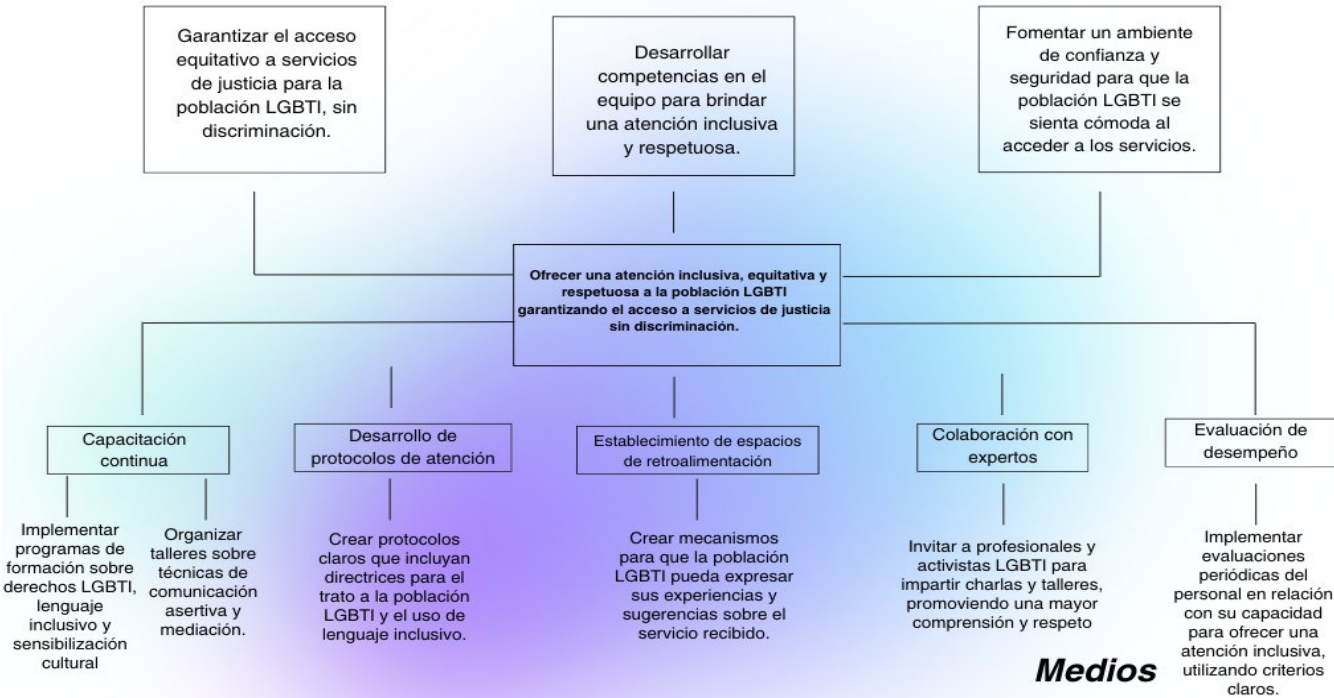 Garantizar el acceso
equitativo a servicios
de justicia para la
población LGBTI, sin
discriminación.
Desarrollar
competencias en el
equipo para brindar
una atención inclusiva
y respetuosa.
Fomentar un ambiente
de confianza y
seguridad para que la
población LGBTI se
sienta cómoda al
acceder a los servicios.
Ofrecer una atención inclusiva, equitativa y
respetuosa a la población LGBTI
garantizando el acceso a servicios de justicia
sin discriminación.
Capacitación
continua
Desarrollo de
protocolos de atención
Establecimiento de espacios
de retroalimentación
Colaboración con
expertos
Evaluación de
desempeño
Implementar
programas de
formación sobre
derechos LGBTI,
lenguaje
inclusivo y
sensibilización
cultural
Organizar
talleres sobre
técnicas de
comunicación
asertiva y
mediación.
Crear protocolos
claros que incluyan
directrices para el
trato a la población
LGBTI y el uso de
lenguaje inclusivo.
Crear mecanismos
para que la población
LGBTI pueda expresar
sus experiencias y
sugerencias sobre el
servicio recibido.
Invitar a profesionales y
activistas LGBTI para
impartir charlas y talleres,
promoviendo una mayor
comprensión y respeto
Implementar
evaluaciones
periódicas del
personal en relación
con su capacidad
para ofrecer una
atención inclusiva,
utilizando criterios
claros.
Medios